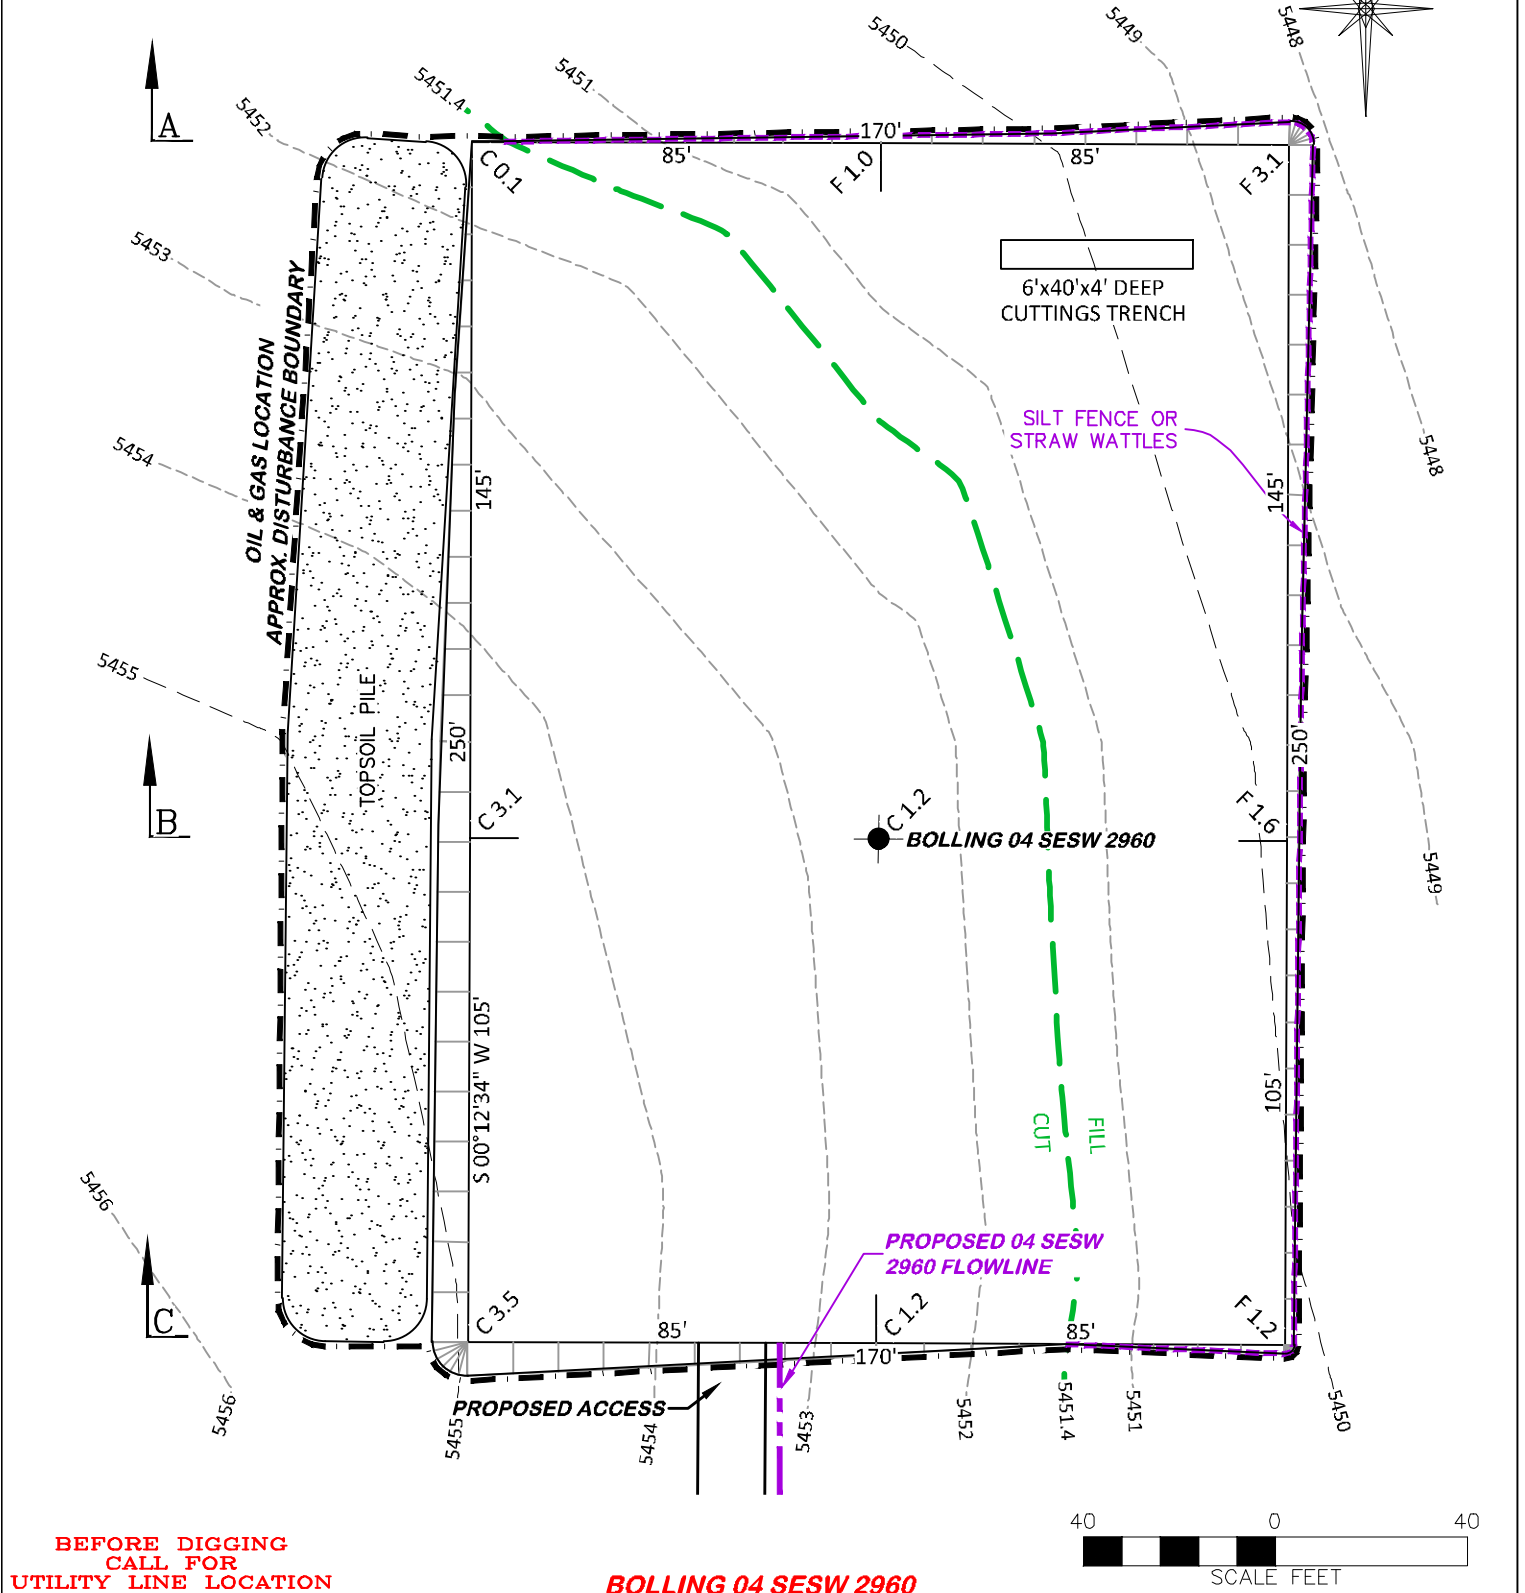 5450
5449
5448
5451
5451.4
5452
A
170'
85'
85'
C 0.1
F 1.0
F 3.1
5453
6'x40'x4' DEEP
CUTTINGS TRENCH
OIL & GAS LOCATION
APPROX. DISTURBANCE BOUNDARY
SILT FENCE OR
STRAW WATTLES
5448
5454
145'
145'
5455
TOPSOIL PILE
250'
250'
B
C 3.1
C 1.2
BOLLING 04 SESW 2960
F 1.6
5449
S 00°12'34" W 105'
105'
CUT
FILL
5456
PROPOSED 04 SESW
2960 FLOWLINE
C
C 3.5
85'
C 1.2
85'
F 1.2
170'
PROPOSED ACCESS
5456
5455
5454
5453
5452
5451.4
5451
5450
BEFORE DIGGING
CALL FOR
UTILITY LINE LOCATION
BOLLING 04 SESW 2960
40
0
40
SCALE FEET